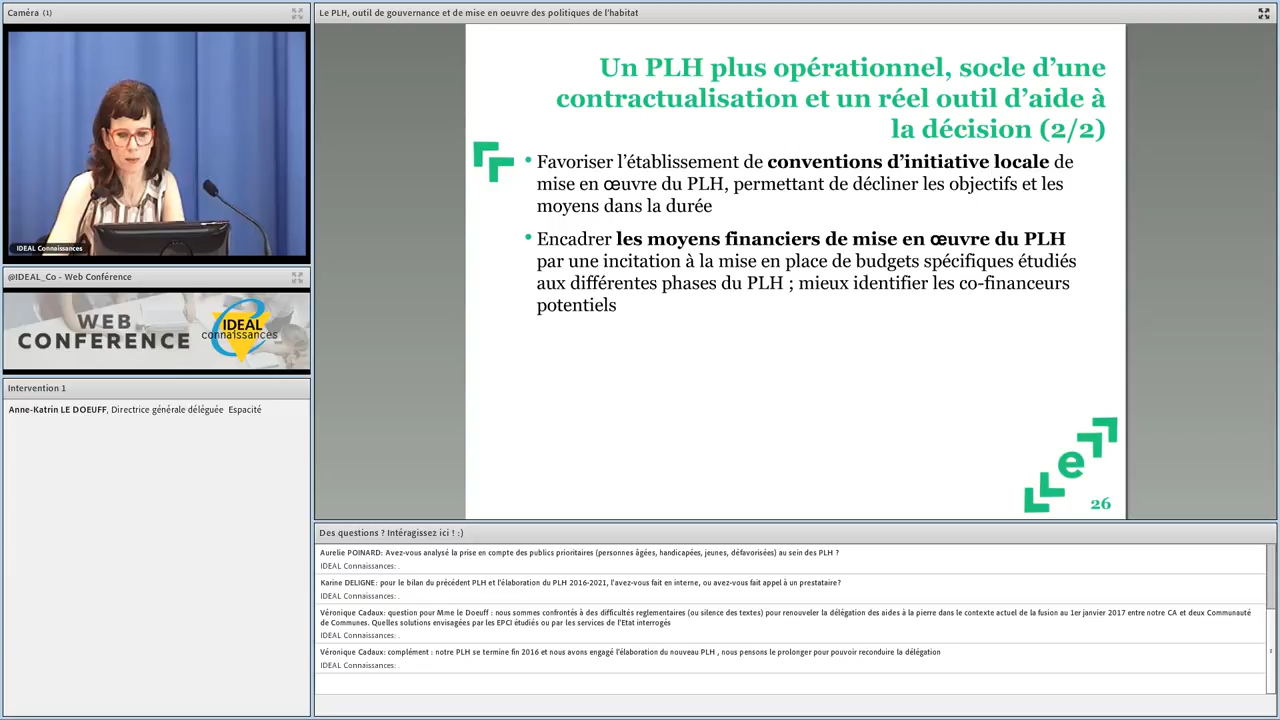 Caméra (1)
IDEAL Connaissances
@IDEAL_Co - Web Conférence
WEB
CONFERENCE
IDEAL
connaissances
Intervention 1
Anne-Katrin LE DOEUFF, Directrice générale déléguée Espacité
Le PLH, outil de gouvernance et de mise en oeuvre des politiques de l'habitat
Un PLH plus opérationnel, socle d’une
contractualisation et un réel outil d’aide à
la décision (2/2)
• Favoriser l’établissement de conventions d’initiative locale de
mise en œuvre du PLH, permettant de décliner les objectifs et les
moyens dans la durée
• Encadrer les moyens financiers de mise en œuvre du PLH
par une incitation à la mise en place de budgets spécifiques étudiés
aux différentes phases du PLH ; mieux identifier les co-financeurs
potentiels
e
26
Des questions ? Intéragissez ici ! :)
Aurelie POINARD: Avez-vous analysé la prise en compte des publics prioritaires (personnes âgées, handicapées, jeunes, défavorisées) au sein des PLH ?
IDEAL Connaissances: .
Karine DELIGNE: pour le bilan du précédent PLH et l'élaboration du PLH 2016-2021, l'avez-vous fait en interne, ou avez-vous fait appel à un prestataire?
IDEAL Connaissances: .
Véronique Cadaux: question pour Mme le Doeuff : nous sommes confrontés à des difficultés reglementaires (ou silence des textes) pour renouveler la délégation des aides à la pierre dans le contexte actuel de la fusion au 1er janvier 2017 entre notre CA et deux Communauté
de Communes. Quelles solutions envisagées par les EPCI étudiés ou par les services de l'Etat interrogés
IDEAL Connaissances: .
Véronique Cadaux: complément : notre PLH se termine fin 2016 et nous avons engagé l'élaboration du nouveau PLH , nous pensons le prolonger pour pouvoir reconduire la délégation
IDEAL Connaissances: .